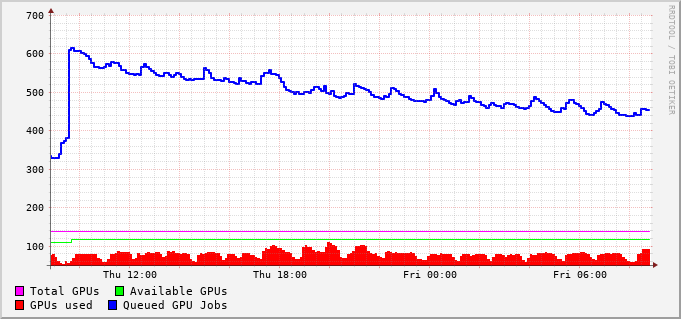 700
600
500
400
300
200
100
Thu 12:00 Thu 18:00 Fri 00:00 Fri 06:00
Total GPUs Available GPUs
GPUs used Queued GPU Jobs
RRDTOOL / TOBI OETIKER